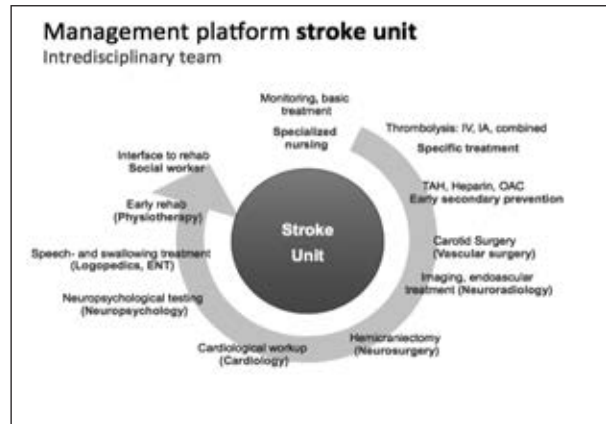 Management platform stroke unit
Intredisciplinary team
Monitoring, basic
treatment
Specialized
nursing
Thrombolysis: IV, IA, combined
Specific treatment
TAH, Heparin, OAC
Early secondary prevention
Carotid Surgery
(Vascular surgery)
Imaging, endoascular
treatment (Neuroradiology)
Hemicraniectomy
(Neurosurgery)
Cardiological workup
(Cardiology)
Neuropsychological testing
(Neuropsychology)
Speech- and swallowing treatment
(Logopedics, ENT)
Early rehab
(Physiotherapy)
Interface to rehab
Social worker
Stroke
Unit